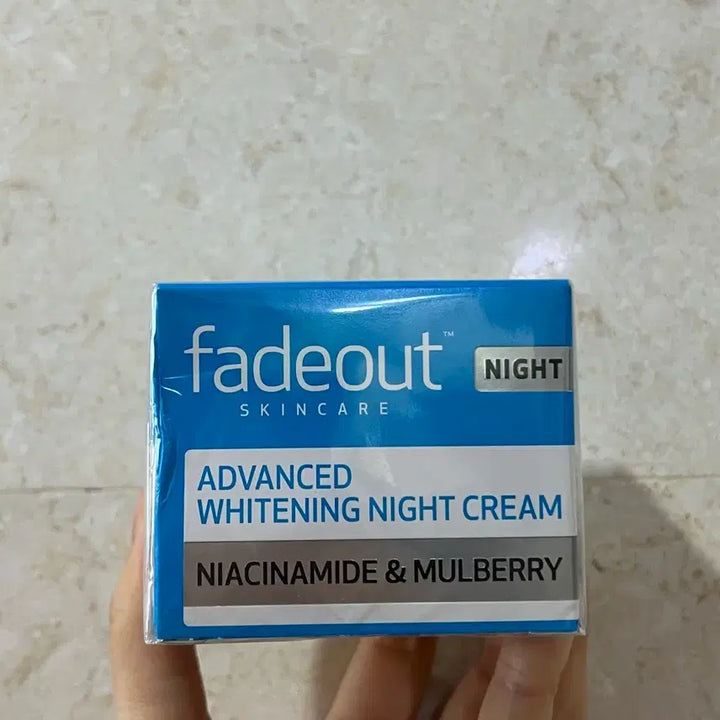 fadeout™
SKINCARE
NIGHT
ADVANCED
WHITENING NIGHT CREAM
NIACINAMIDE & MULBERRY